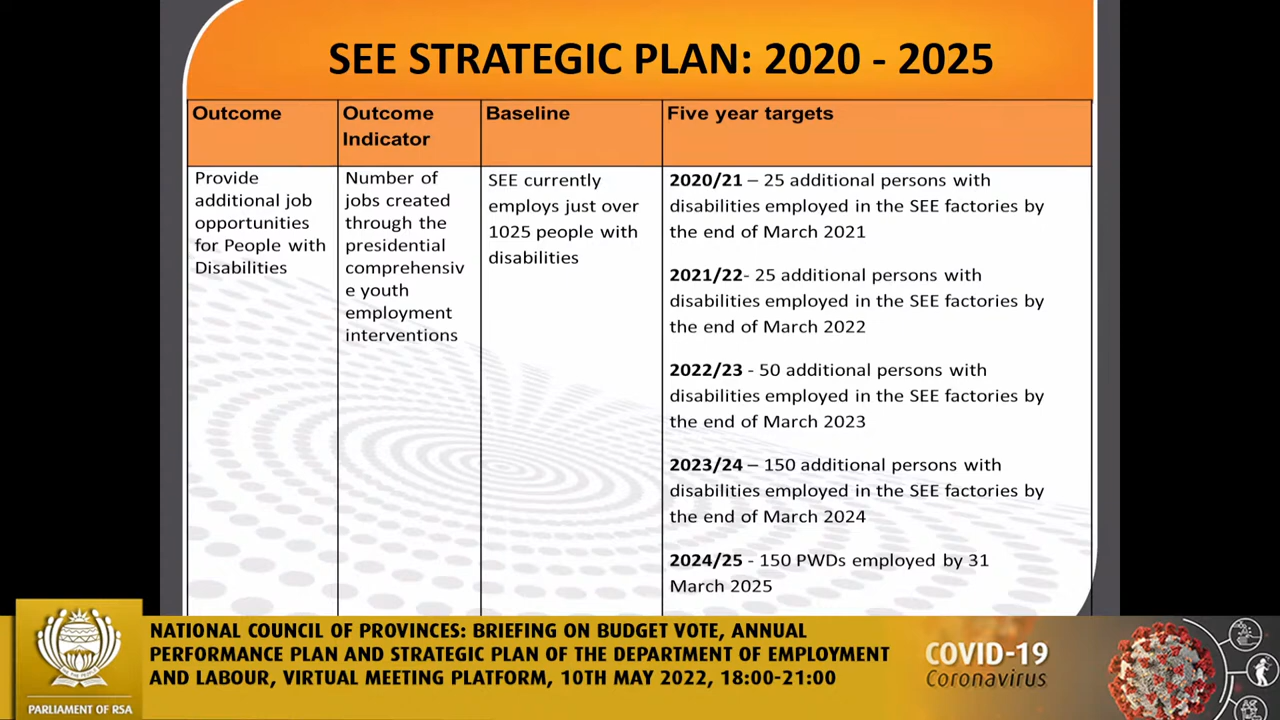 SEE STRATEGIC PLAN: 2020 - 2025
Outcome
Outcome
Indicator
Baseline
Five year targets
Provide
additional job
opportunities
for People with
Disabilities
Number of
jobs created
through the
presidential
comprehensiv
e youth
employment
interventions
SEE currently
employs just over
1025 people with
disabilities
2020/21 – 25 additional persons with
disabilities employed in the SEE factories by
the end of March 2021
2021/22- 25 additional persons with
disabilities employed in the SEE factories by
the end of March 2022
2022/23 - 50 additional persons with
disabilities employed in the SEE factories by
the end of March 2023
2023/24 – 150 additional persons with
disabilities employed in the SEE factories by
the end of March 2024
2024/25 - 150 PWDs employed by 31
March 2025
PARLIAMENT OF RSA
NATIONAL COUNCIL OF PROVINCES: BRIEFING ON BUDGET VOTE, ANNUAL
PERFORMANCE PLAN AND STRATEGIC PLAN OF THE DEPARTMENT OF EMPLOYMENT
AND LABOUR, VIRTUAL MEETING PLATFORM, 10TH MAY 2022, 18:00-21:00
COVID-19
Coronavirus